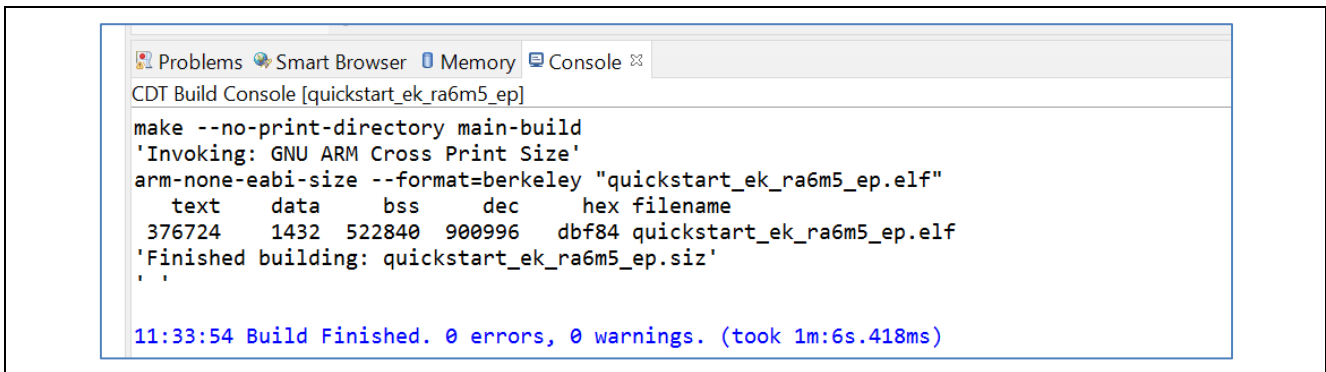 Problems Smart Browser Memory Console
CDT Build Console [quickstart_ek_ra6m5_ep]
make --no-print-directory main-build
'Invoking: GNU ARM Cross Print Size'
arm-none-eabi-size --format=berkeley "quickstart_ek_ra6m5_ep.elf"
   text    data     bss     dec     hex filename
 376724    1432  522840  900996   dbf84 quickstart_ek_ra6m5_ep.elf
'Finished building: quickstart_ek_ra6m5_ep.siz'
' '
11:33:54 Build Finished. 0 errors, 0 warnings. (took 1m:6s.418ms)